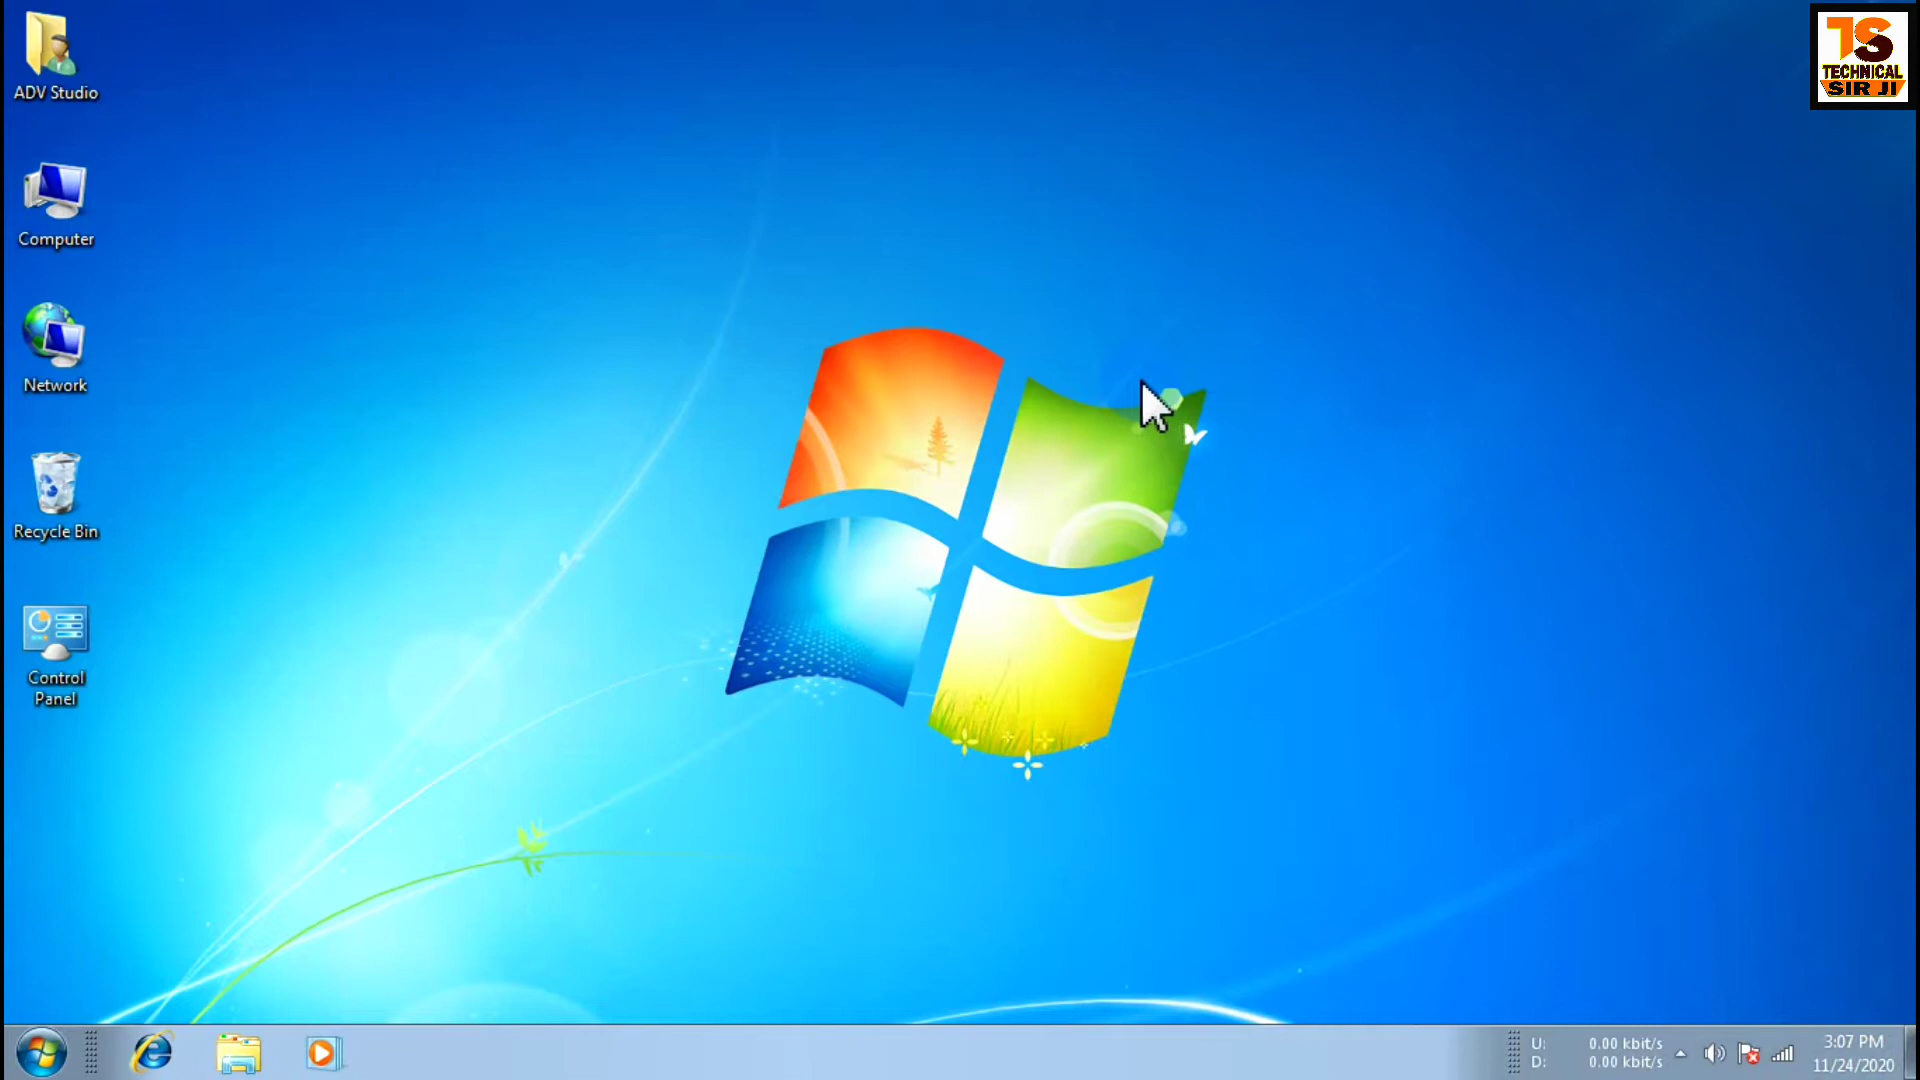 ADV Studio
Computer
Network
Recycle Bin
Control
Panel
TS
TECHNICAL
SIR JI
U: 0.00 kbit/s
D: 0.00 kbit/s
3:07 PM
11/24/2020